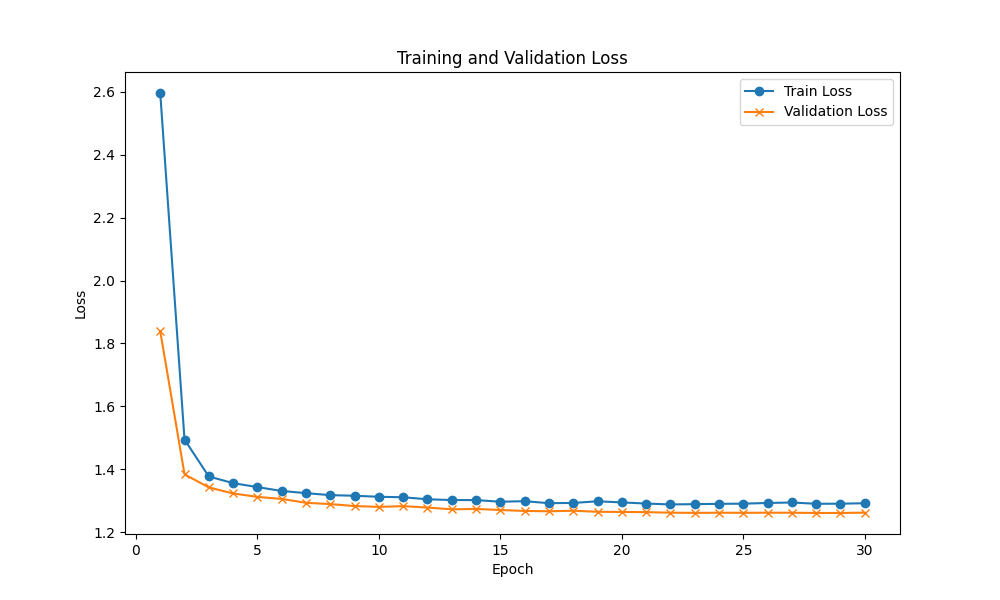 Training and Validation Loss
Train Loss
Validation Loss
2.6
2.4
2.2
2.0
1.8
1.6
1.4
1.2
Loss
0 5 10 15 20 25 30
Epoch